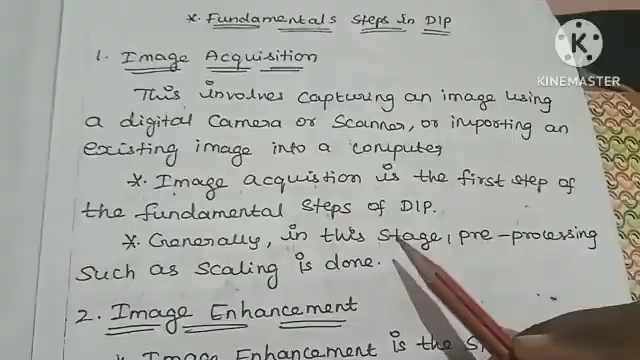 *. Fundamentals Steps in DIP
1. Image Acquisition
This involves capturing an image using
a digital camera or scanner, or importing an
existing image into a computer,
*. Image acquistion is the first step of
the fundamental steps of DIP.
*. Generally, in this stage, pre-processing
such as scaling is done.
2. Image Enhancement
*. Image Enhancement is the
K
KINEMASTER